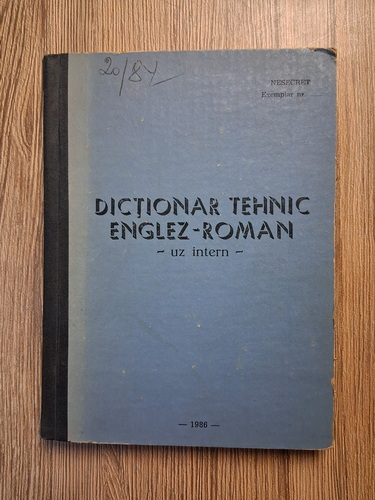 20/84
NESECRET
Exemplar nr.
DICȚIONAR TEHNIC
ENGLEZ-ROMAN
- uz intern -
— 1986 —